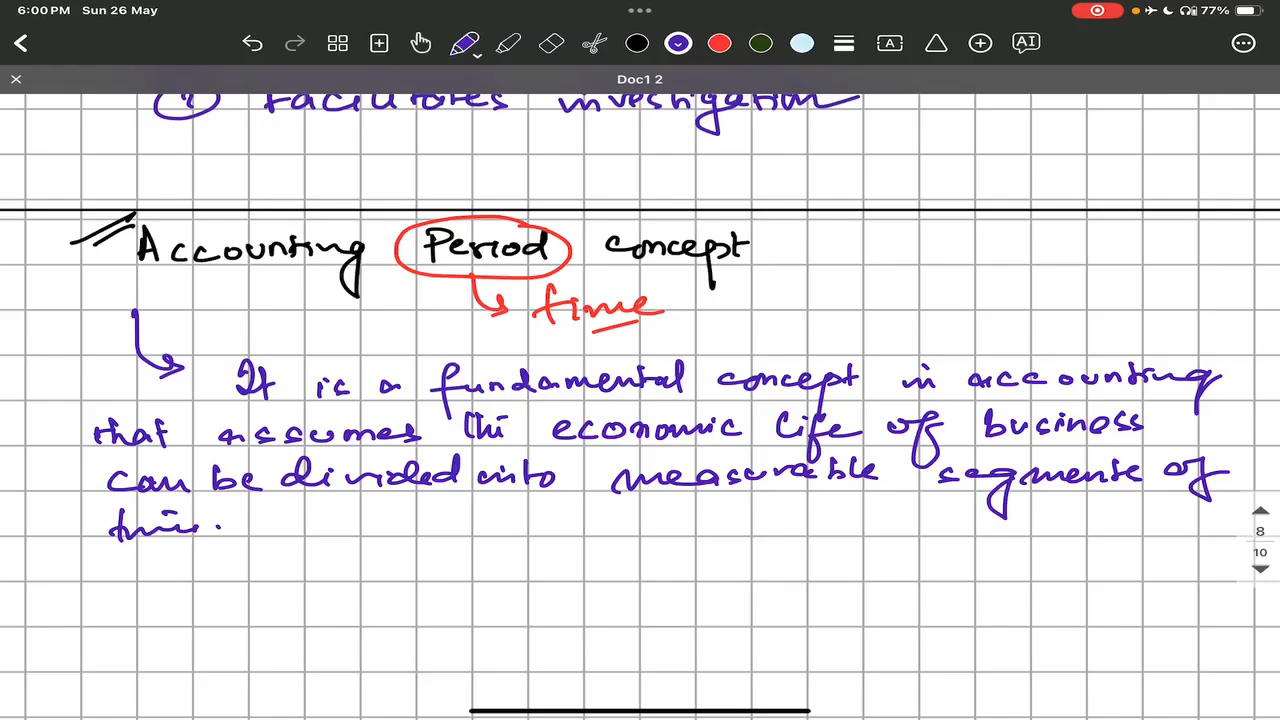 6:00 PM Sun 26 May 77%
AI
Doc1 2
Facilitates investigation
Accounting Period concept
time
It is a fundamental concept in accounting
that assumes the economic life of business
can be divided into measurable segments of
time.
8
10